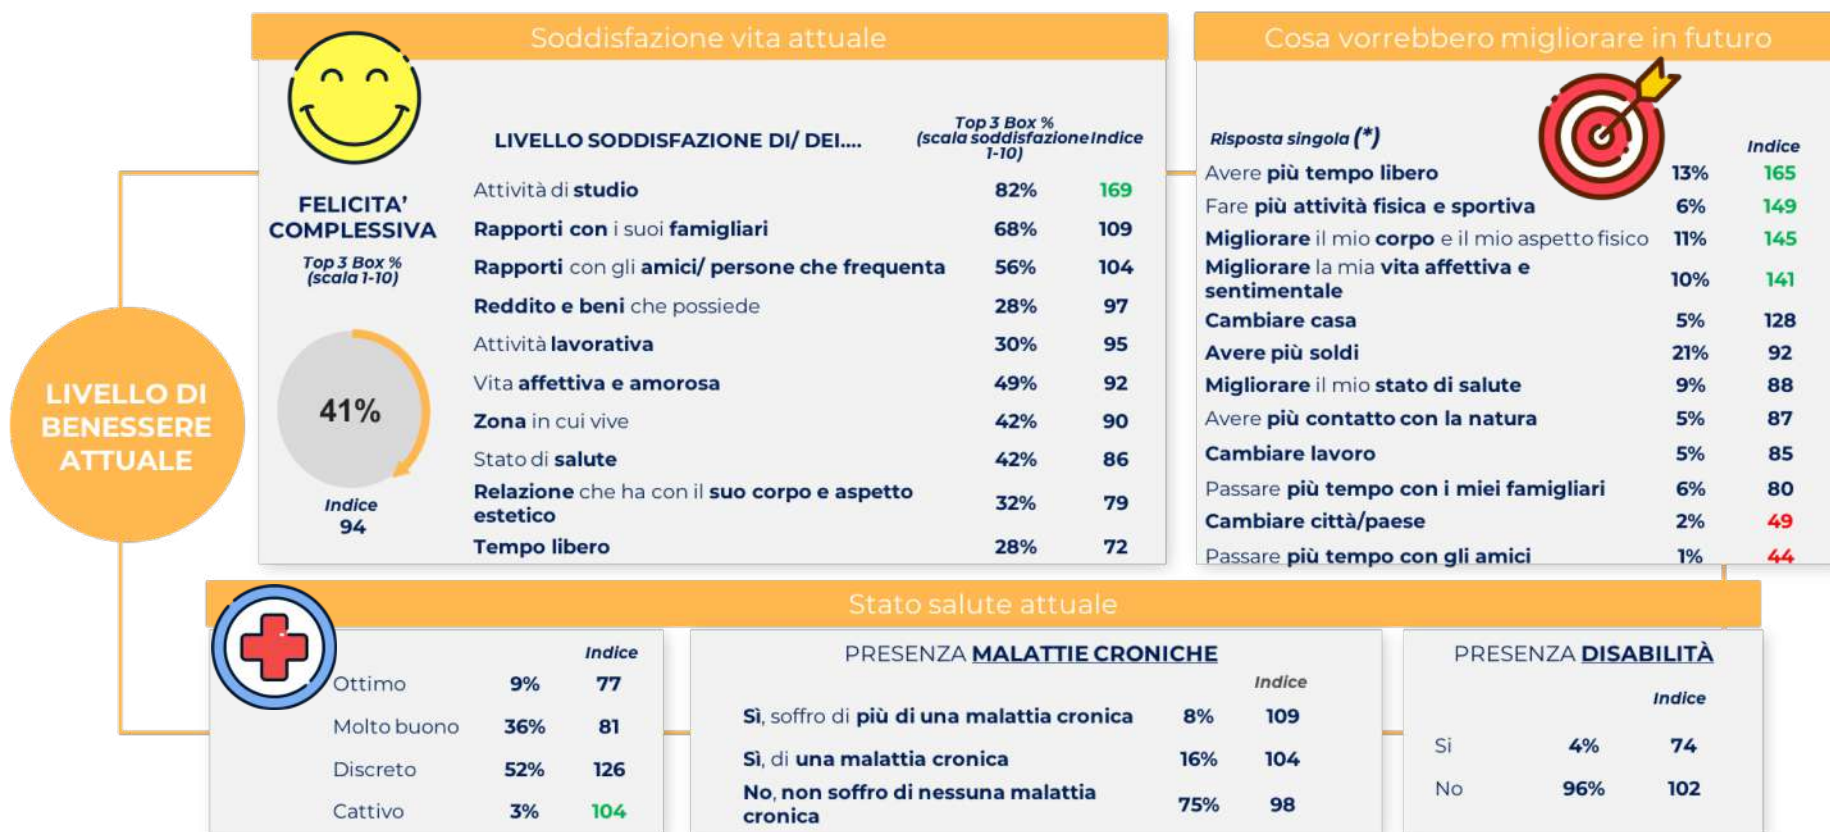 Soddisfazione vita attuale
FELICITA'
COMPLESSIVA
Top 3 Box %
(scala 1-10)
41%
Indice
94
LIVELLO SODDISFAZIONE DI/ DEI....
Top 3 Box %
(scala soddisfazione
1-10)
Indice
Attività di studio 82% 169
Rapporti con i suoi famigliari 68% 109
Rapporti con gli amici/ persone che frequenta 56% 104
Reddito e beni che possiede 28% 97
Attività lavorativa 30% 95
Vita affettiva e amorosa 49% 92
Zona in cui vive 42% 90
Stato di salute 42% 86
Relazione che ha con il suo corpo e aspetto
estetico 32% 79
Tempo libero 28% 72
Cosa vorrebbero migliorare in futuro
Risposta singola (*) Indice
Avere più tempo libero 13% 165
Fare più attività fisica e sportiva 6% 149
Migliorare il mio corpo e il mio aspetto fisico 11% 145
Migliorare la mia vita affettiva e
sentimentale 10% 141
Cambiare casa 5% 128
Avere più soldi 21% 92
Migliorare il mio stato di salute 9% 88
Avere più contatto con la natura 5% 87
Cambiare lavoro 5% 85
Passare più tempo con i miei famigliari 6% 80
Cambiare città/paese 2% 49
Passare più tempo con gli amici 1% 44
LIVELLO DI
BENESSERE
ATTUALE
Stato salute attuale
Indice
Ottimo 9% 77
Molto buono 36% 81
Discreto 52% 126
Cattivo 3% 104
PRESENZA MALATTIE CRONICHE
Indice
Sì, soffro di più di una malattia cronica 8% 109
Sì, di una malattia cronica 16% 104
No, non soffro di nessuna malattia
cronica 75% 98
PRESENZA DISABILITÀ
Indice
Si 4% 74
No 96% 102